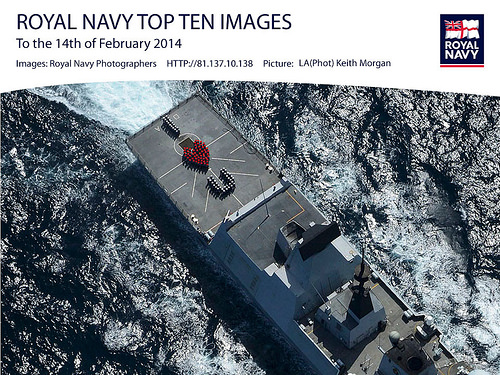 ROYAL NAVY TOP TEN IMAGES
To the 14th of February 2014
Images: Royal Navy Photographers HTTP://81.137.10.138 Picture: LA(Phot) Keith Morgan
ROYAL
NAVY
I
U